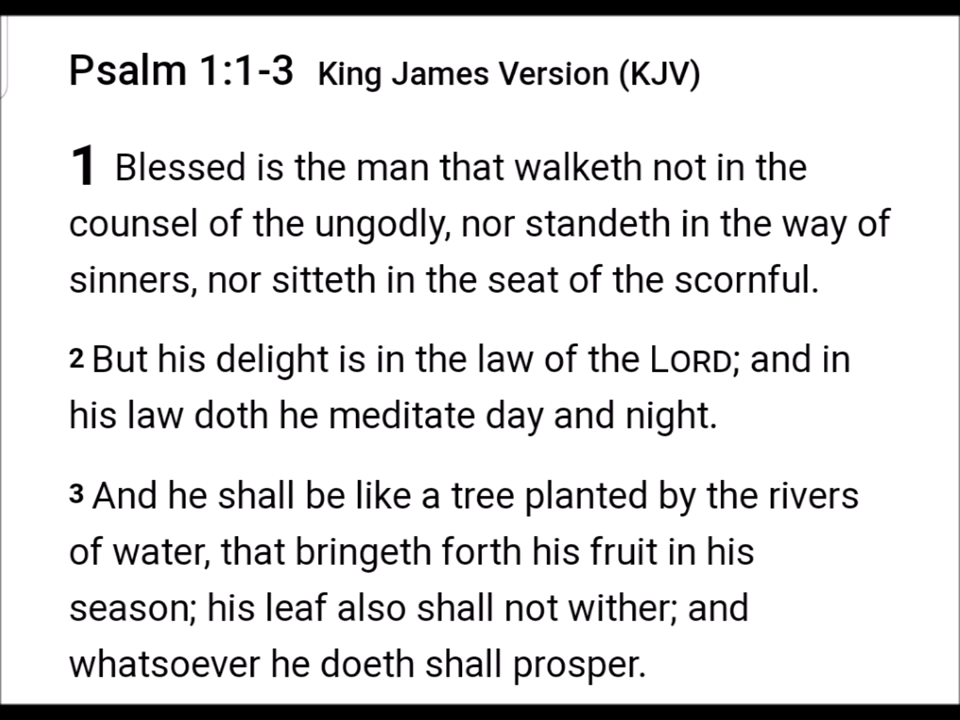 Psalm 1:1-3 King James Version (KJV)
1 Blessed is the man that walketh not in the
counsel of the ungodly, nor standeth in the way of
sinners, nor sitteth in the seat of the scornful.
2 But his delight is in the law of the LORD; and in
his law doth he meditate day and night.
3 And he shall be like a tree planted by the rivers
of water, that bringeth forth his fruit in his
season; his leaf also shall not wither; and
whatsoever he doeth shall prosper.